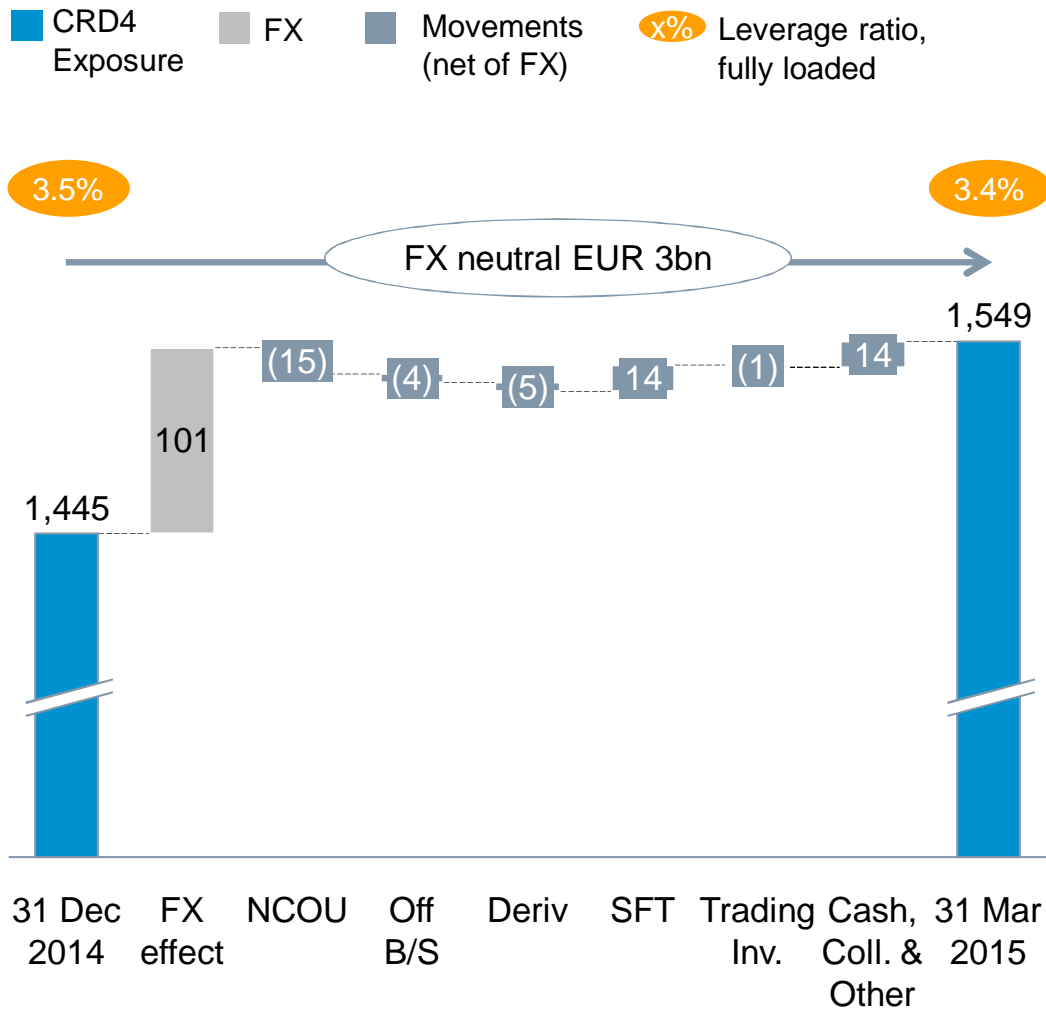 CRD4
Exposure
FX
Movements
(net of FX)
x%
Leverage ratio,
fully loaded
3.5%
3.4%
FX neutral EUR 3bn
1,445
101
(15)
(4)
(5)
14
(1)
14
1,549
31 Dec
2014
FX
effect
NCOU
Off
B/S
Deriv
SFT
Trading
Inv.
Cash,
Coll. &
Other
31 Mar
2015